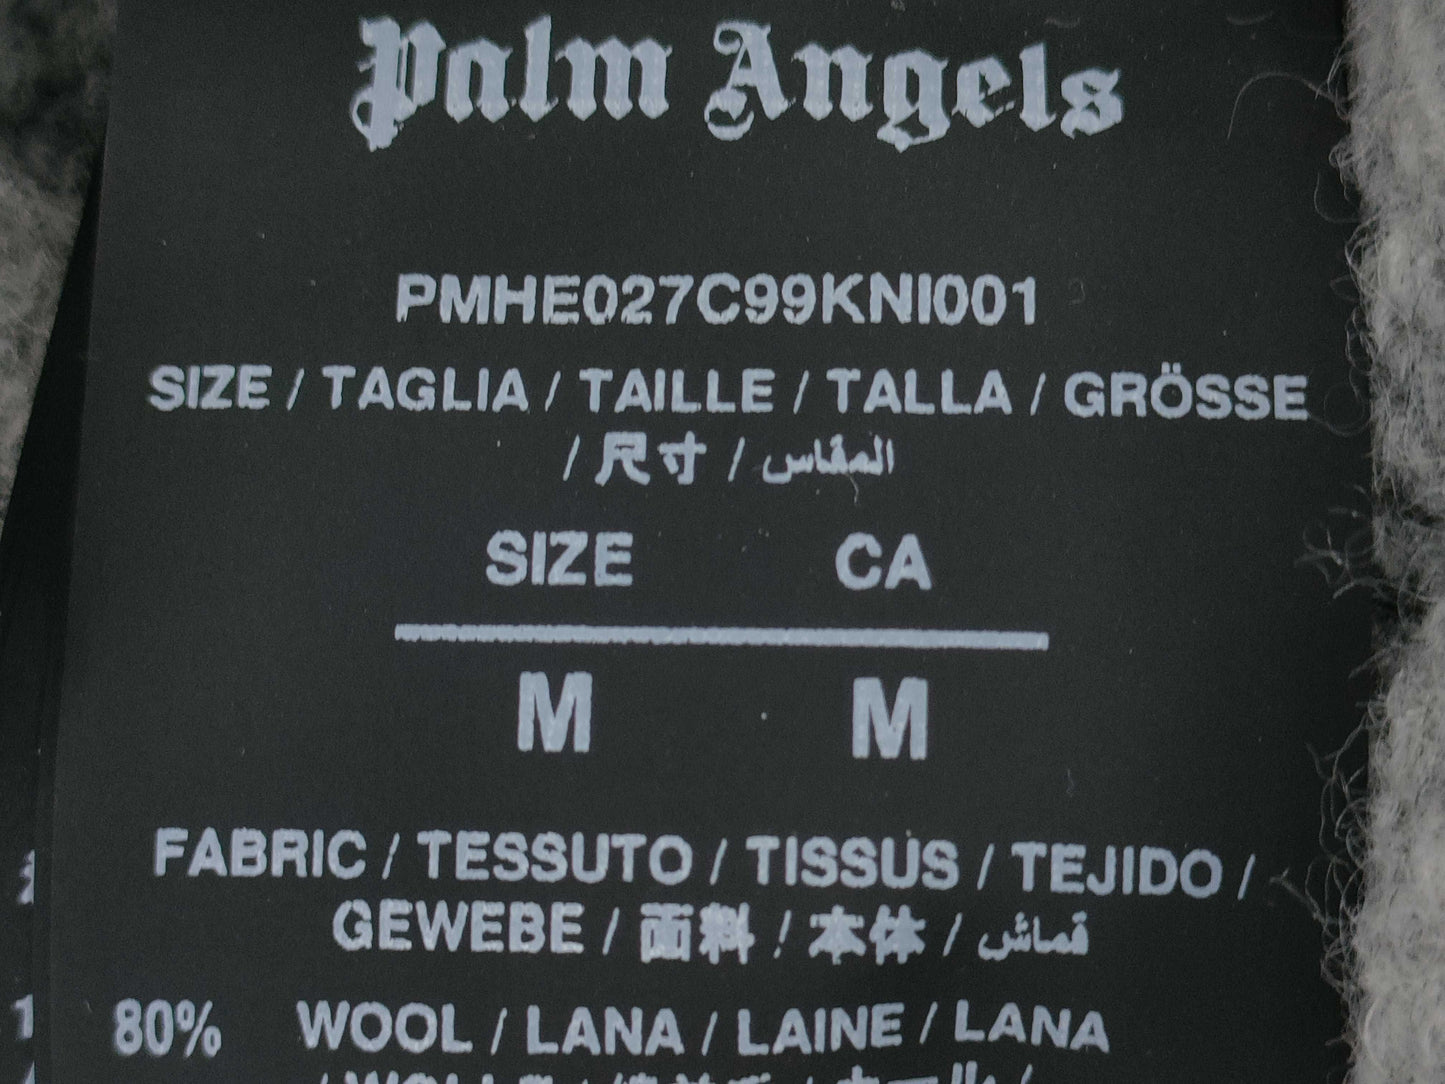 Palm Angels
PMHE027C99KNI001
SIZE / TAGLIA / TAILLE / TALLA / GRÖSSE
/ 尺寸 / المقاس
SIZE CA
M M
FABRIC / TESSUTO / TISSUS / TEJIDO /
GEWEBE / 面料 / 本体 / قماش
80% WOOL / LANA / LAINE / LANA